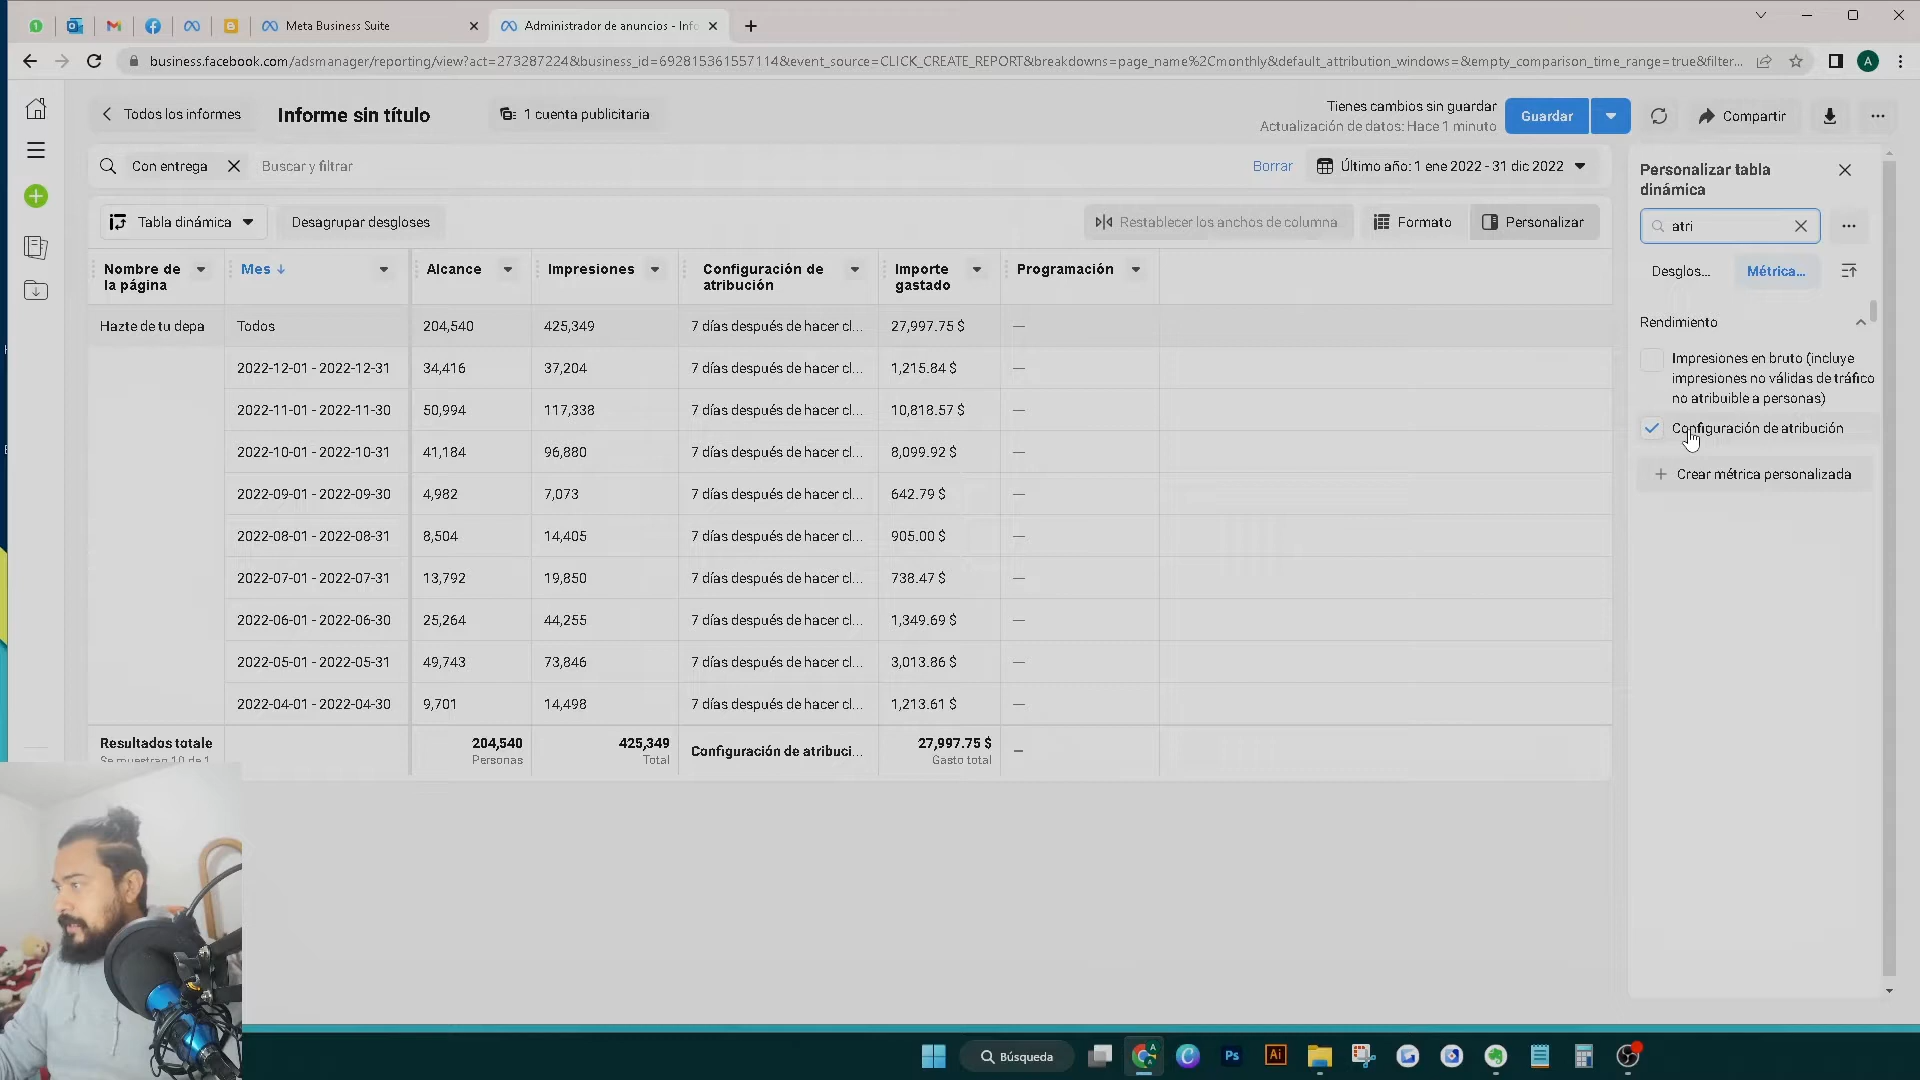 Meta Business Suite
Administrador de anuncios - Info
business.facebook.com/adsmanager/reporting/view?act=273287224&business_id=692815361557114&event_source=CLICK_CREATE_REPORT&breakdowns=page_name%2Cmonthly&default_attribution_windows=&empty_comparison_time_range=true&filter...
A
Todos los informes
Informe sin título
1 cuenta publicitaria
Tienes cambios sin guardar
Actualización de datos: Hace 1 minuto
Guardar
Compartir
Con entrega
Buscar y filtrar
Borrar
Último año: 1 ene 2022 - 31 dic 2022
Tabla dinámica
Desagrupar desgloses
Restablecer los anchos de columna
Formato
Personalizar
Nombre de la página
Mes
Alcance
Impresiones
Configuración de atribución
Importe gastado
Programación
Hazte de tu depa
Todos 204,540 425,349 7 días después de hacer cl... 27,997.75 $ —
2022-12-01 - 2022-12-31 34,416 37,204 7 días después de hacer cl... 1,215.84 $ —
2022-11-01 - 2022-11-30 50,994 117,338 7 días después de hacer cl... 10,818.57 $ —
2022-10-01 - 2022-10-31 41,184 96,880 7 días después de hacer cl... 8,099.92 $ —
2022-09-01 - 2022-09-30 4,982 7,073 7 días después de hacer cl... 642.79 $ —
2022-08-01 - 2022-08-31 8,504 14,405 7 días después de hacer cl... 905.00 $ —
2022-07-01 - 2022-07-31 13,792 19,850 7 días después de hacer cl... 738.47 $ —
2022-06-01 - 2022-06-30 25,264 44,255 7 días después de hacer cl... 1,349.69 $ —
2022-05-01 - 2022-05-31 49,743 73,846 7 días después de hacer cl... 3,013.86 $ —
2022-04-01 - 2022-04-30 9,701 14,498 7 días después de hacer cl... 1,213.61 $ —
Resultados totale 204,540 425,349 Configuración de atribuci... 27,997.75 $ —
Se muestran 10 de 1 Personas Total Gasto total
Personalizar tabla
dinámica
atri
Desglos...
Métrica...
Rendimiento
Impresiones en bruto (incluye
impresiones no válidas de tráfico
no atribuible a personas)
Configuración de atribución
Crear métrica personalizada
Búsqueda
A
Ps
Ai